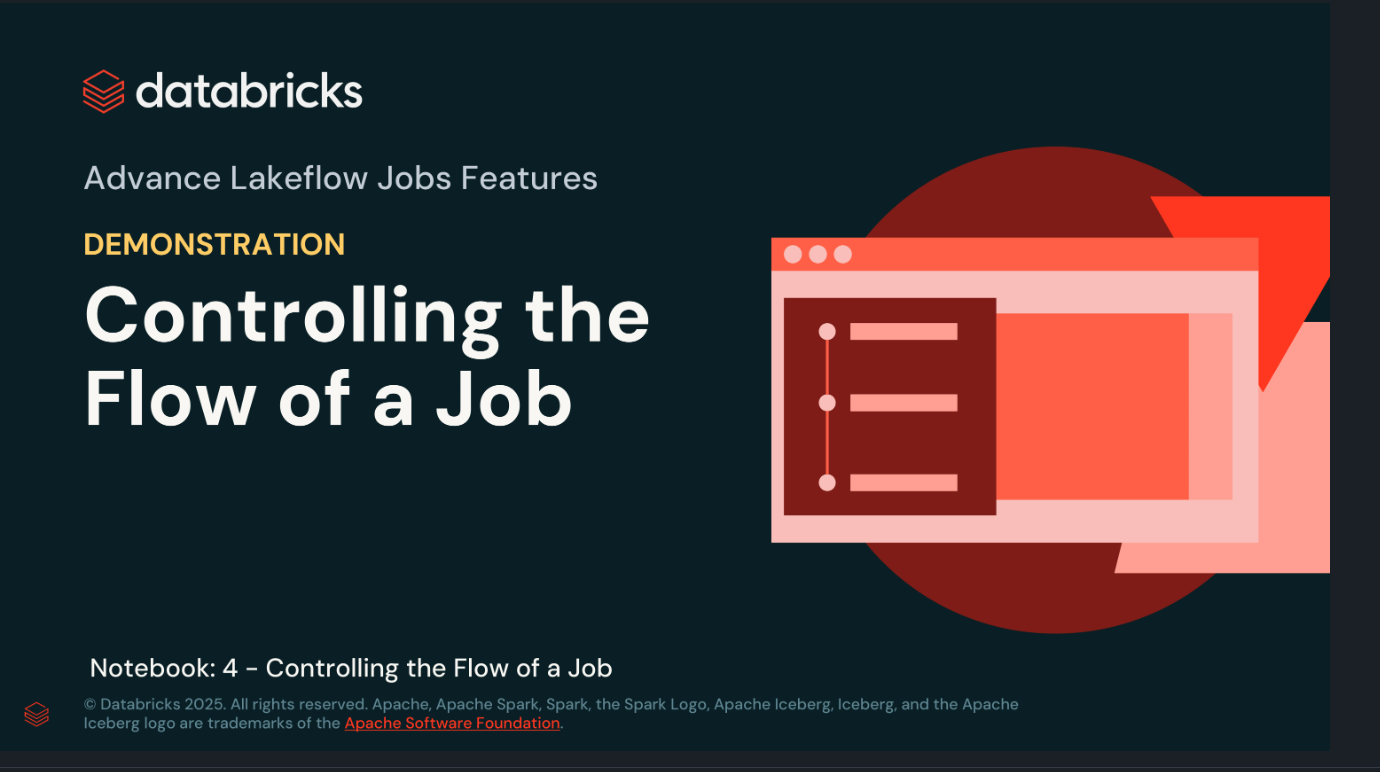 databricks
Advance Lakeflow Jobs Features
DEMONSTRATION
Controlling the
Flow of a Job
Notebook: 4 - Controlling the Flow of a Job
© Databricks 2025. All rights reserved. Apache, Apache Spark, Spark, the Spark Logo, Apache Iceberg, Iceberg, and the Apache
Iceberg logo are trademarks of the Apache Software Foundation.